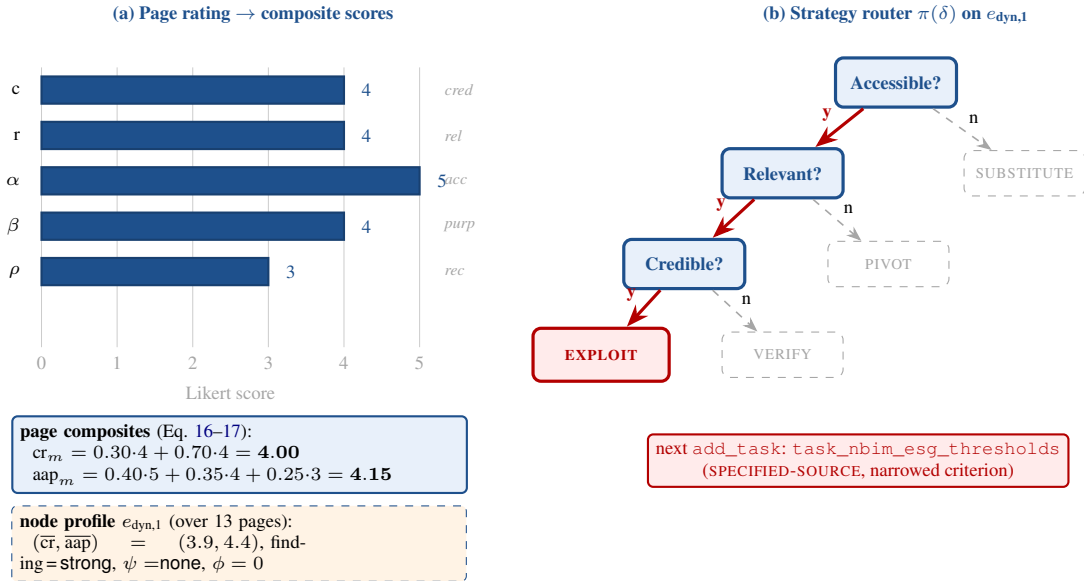 (a) Page rating → composite scores
c
4
cred
r
4
rel
α
5
acc
β
4
purp
ρ
3
rec
0 1 2 3 4 5
Likert score
page composites (Eq. 16–17):
cr_m = 0.30·4 + 0.70·4 = 4.00
aap_m = 0.40·5 + 0.35·4 + 0.25·3 = 4.15
node profile e_dyn,1 (over 13 pages):
(c̅r̅, a̅a̅p̅) = (3.9, 4.4), find-
ing = strong, ψ = none, ϕ = 0
(b) Strategy router π(δ) on e_dyn,1
Accessible?
y
n
SUBSTITUTE
Relevant?
y
n
PIVOT
Credible?
y
n
EXPLOIT
VERIFY
next add_task: task_nbim_esg_thresholds
(SPECIFIED-SOURCE, narrowed criterion)